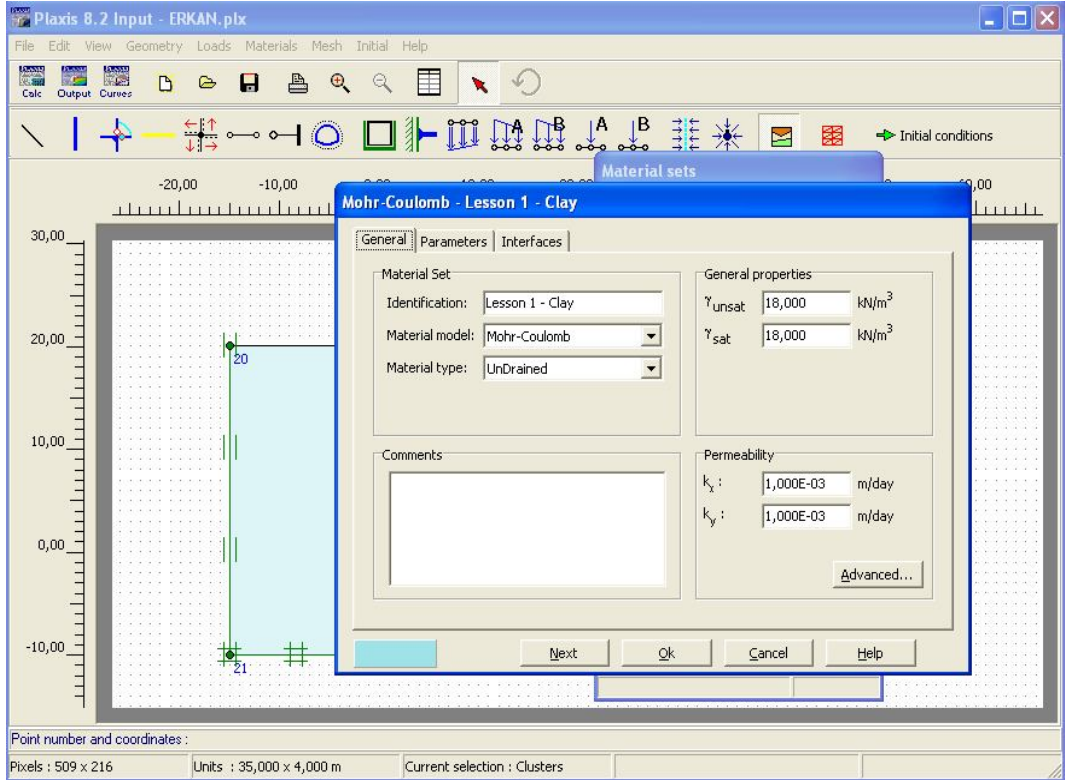 Plaxis 8.2 Input - ERKAN.plx
File Edit View Geometry Loads Materials Mesh Initial Help
Calc Output Curves
A B A B Initial conditions
Material sets
-20,00 -10,00
Mohr-Coulomb - Lesson 1 - Clay
General Parameters Interfaces
Material Set
Identification: Lesson 1 - Clay
Material model: Mohr-Coulomb
Material type: UnDrained
General properties
γunsat 18,000 kN/m3
γsat 18,000 kN/m3
Comments
Permeability
kx : 1,000E-03 m/day
ky : 1,000E-03 m/day
Advanced...
Next Ok Cancel Help
30,00
20,00
10,00
0,00
-10,00
20
21
Point number and coordinates :
Pixels : 509 x 216 Units : 35,000 x 4,000 m Current selection : Clusters